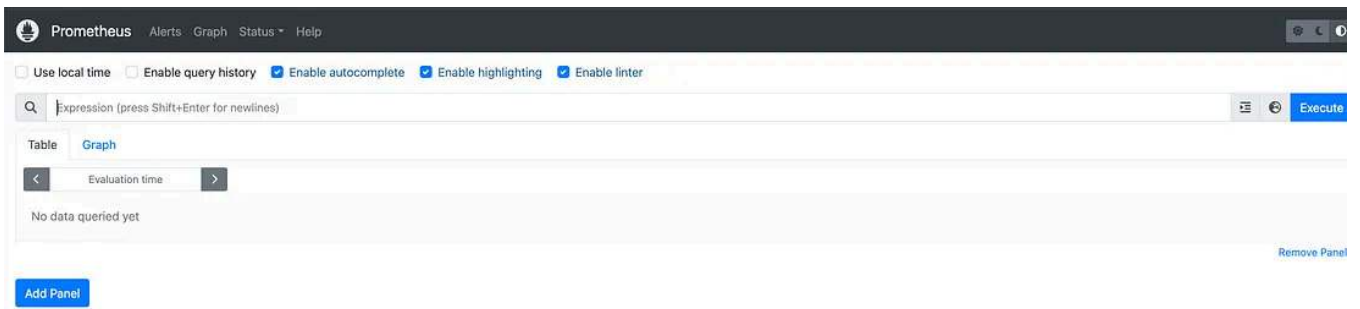 Prometheus Alerts Graph Status Help
Use local time Enable query history Enable autocomplete Enable highlighting Enable linter
Expression (press Shift+Enter for newlines) Execute
Table Graph
Evaluation time
No data queried yet
Remove Panel
Add Panel